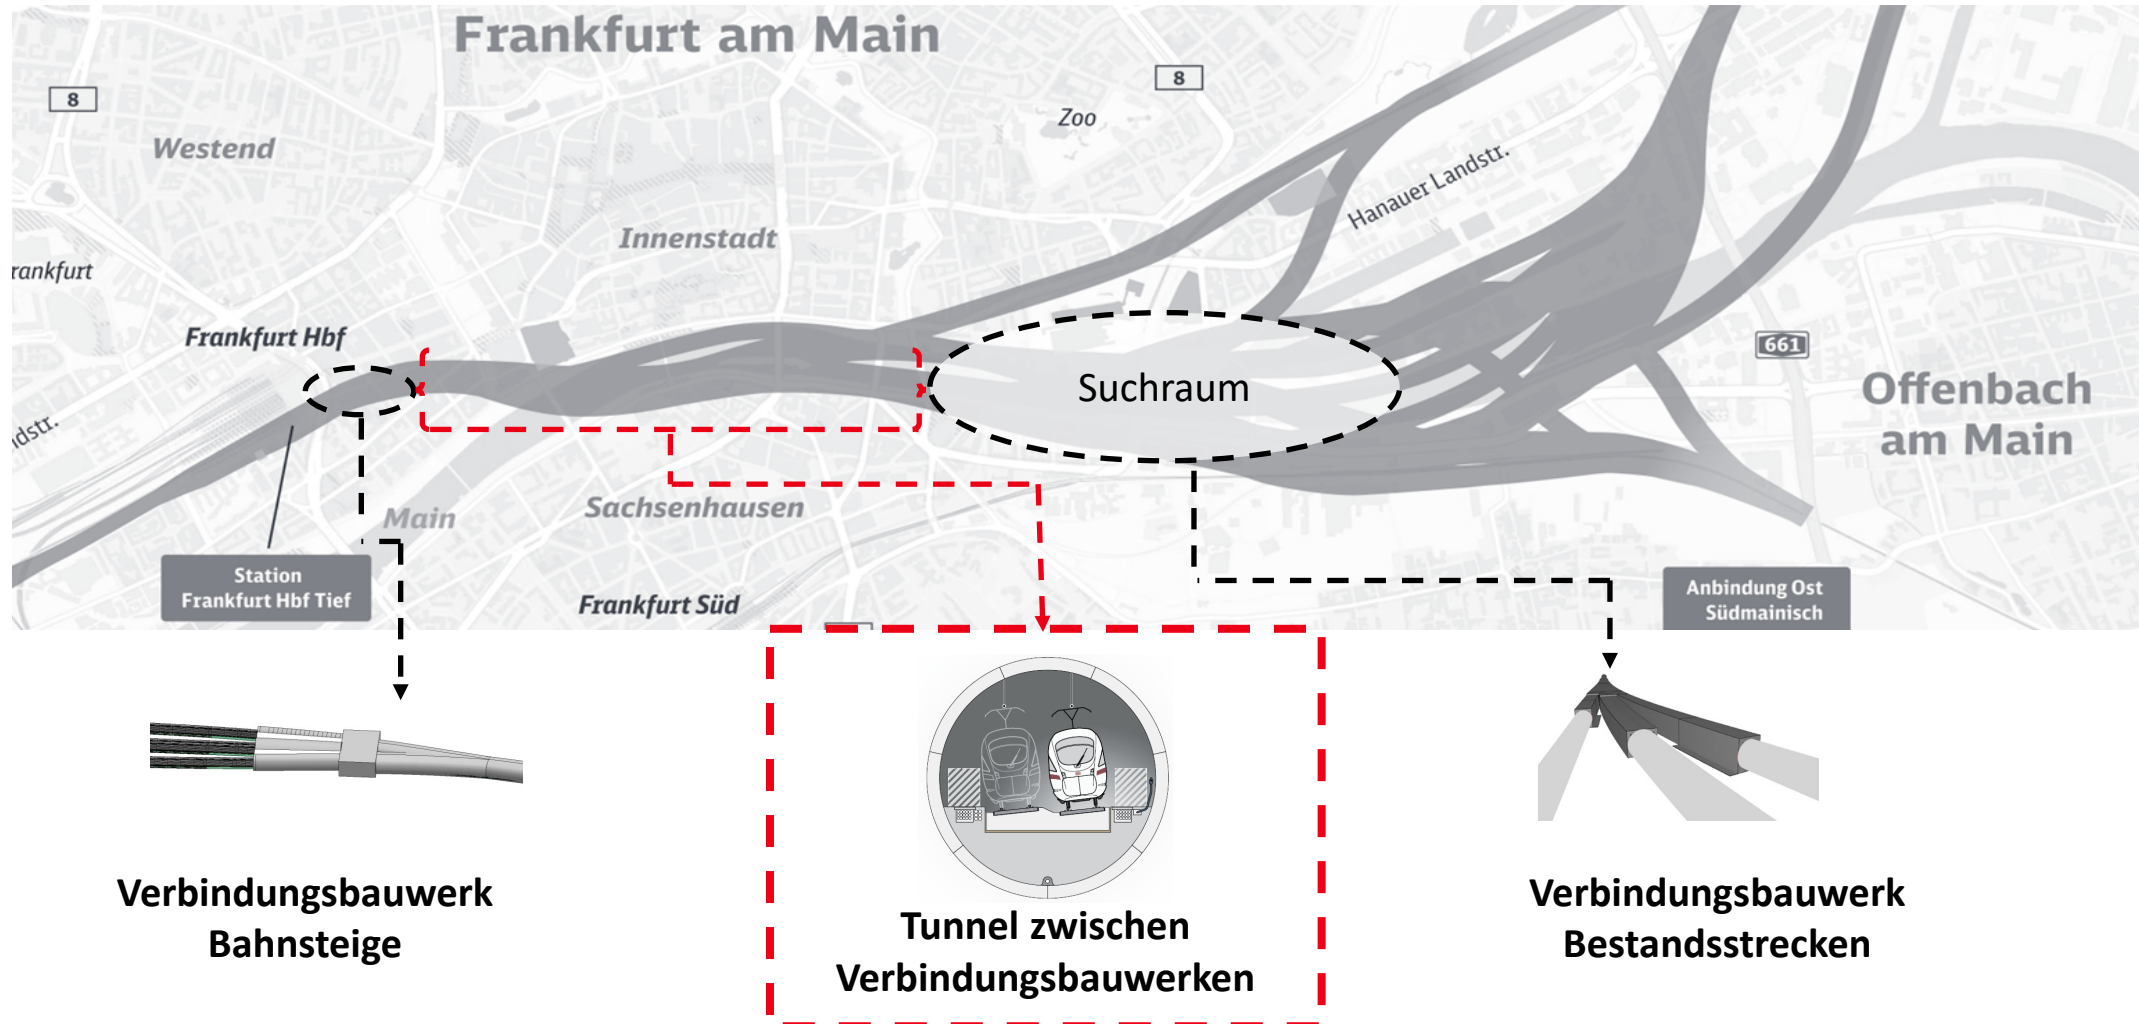 Frankfurt am Main
8
8
Zoo
Westend
Hanauer Landstr.
Innenstadt
rankfurt
Frankfurt Hbf
661
Suchraum
Offenbach
am Main
dstr.
Sachsenhausen
Main
Station
Frankfurt Hbf Tief
Frankfurt Süd
Anbindung Ost
Südmainisch
Verbindungsbauwerk
Bahnsteige
Tunnel zwischen
Verbindungsbauwerken
Verbindungsbauwerk
Bestandsstrecken